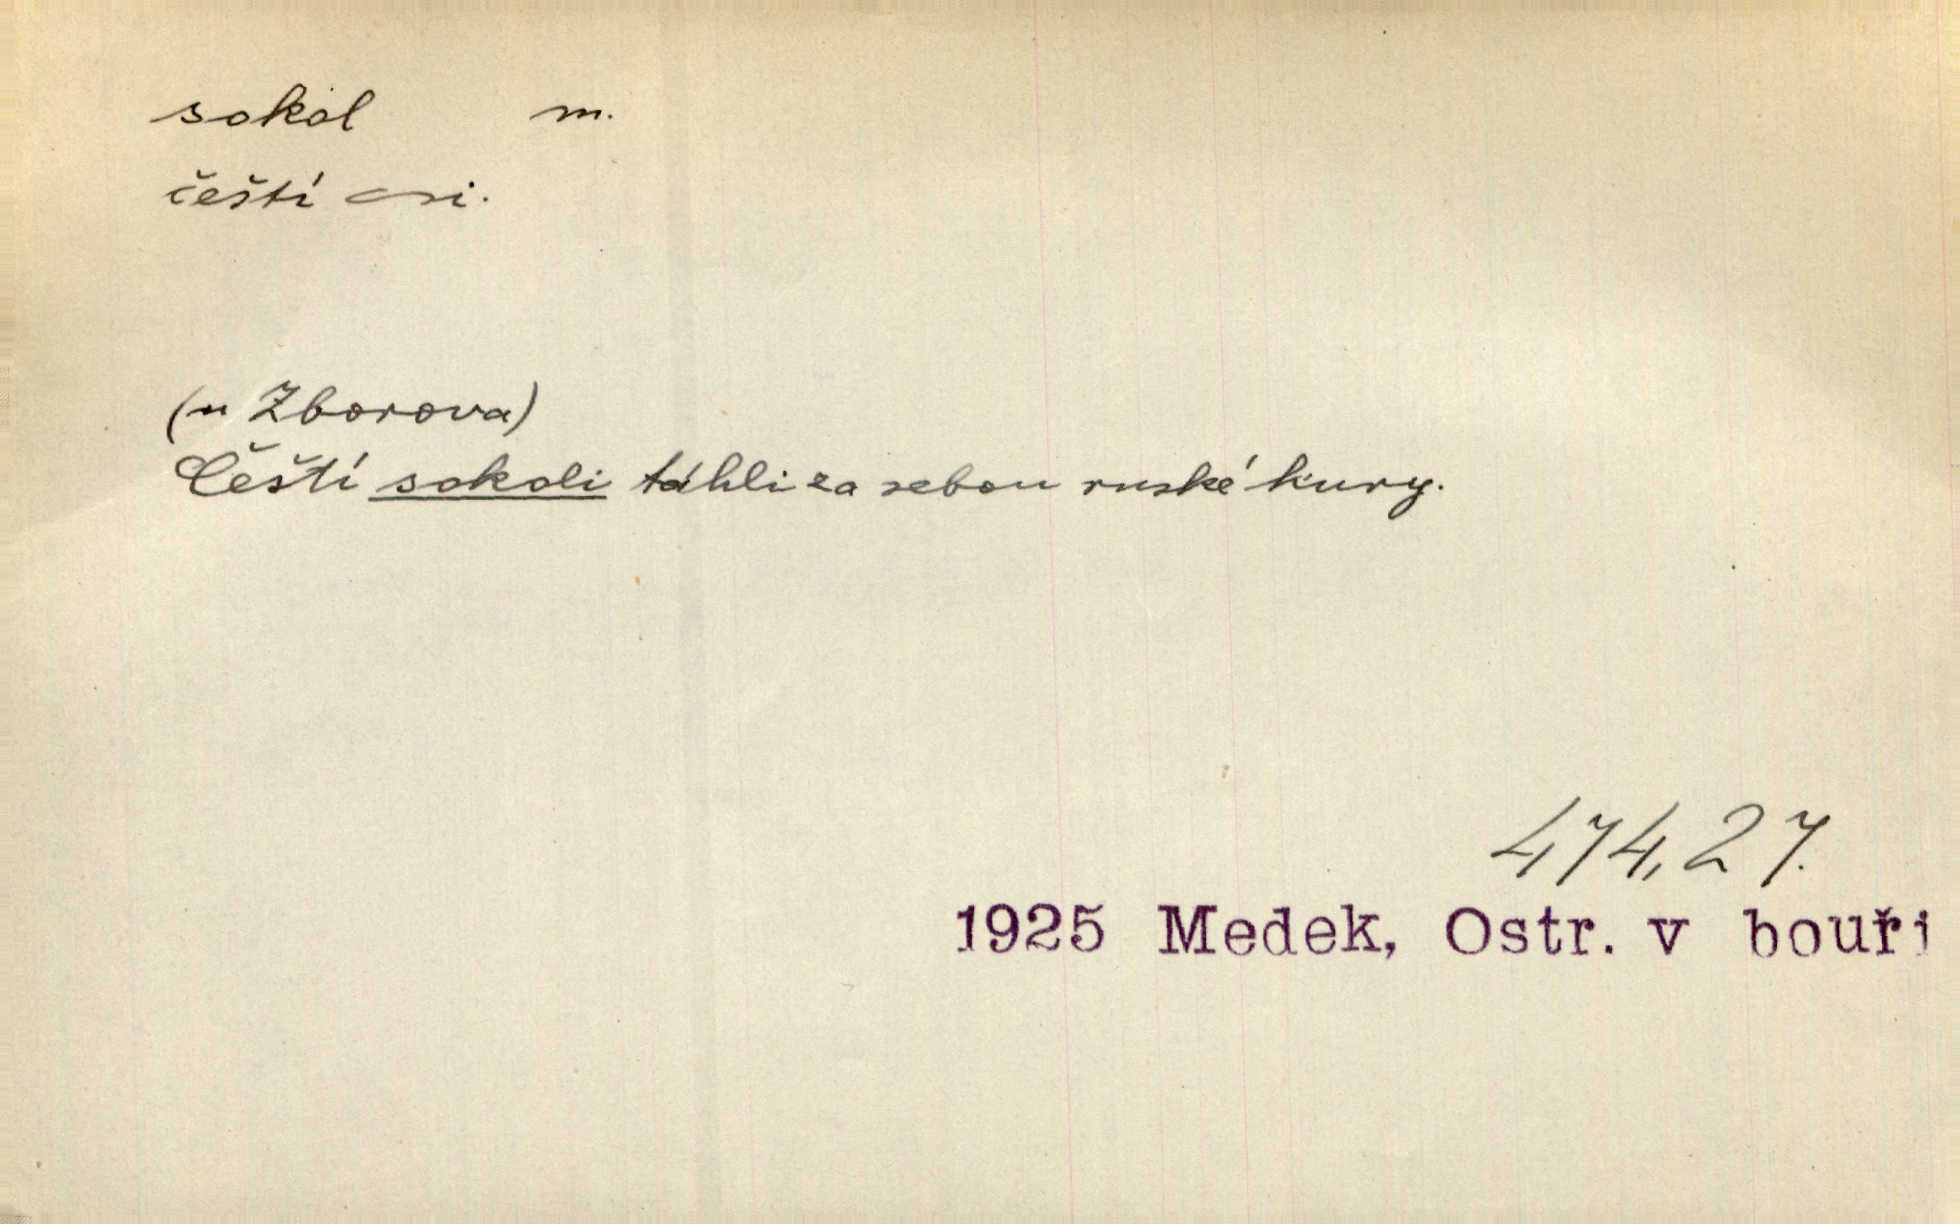 sokol m.
čeští ~i.
(u Zborova)
Čeští sokoli táhli za sebou ruské kury.
474,27.
1925 Medek, Ostr. v bouři